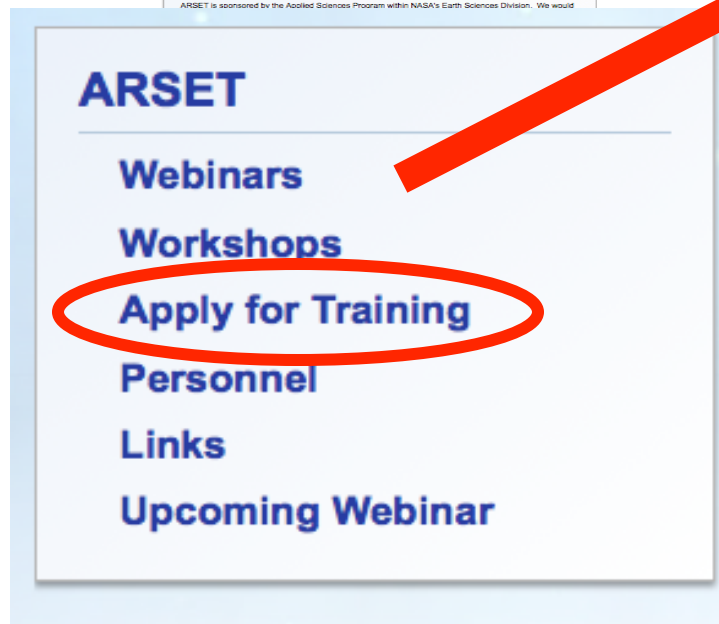 ARSET is sponsored by the Applied Sciences Program within NASA's Earth Sciences Division. We would
ARSET
Webinars
Workshops
Apply for Training
Personnel
Links
Upcoming Webinar